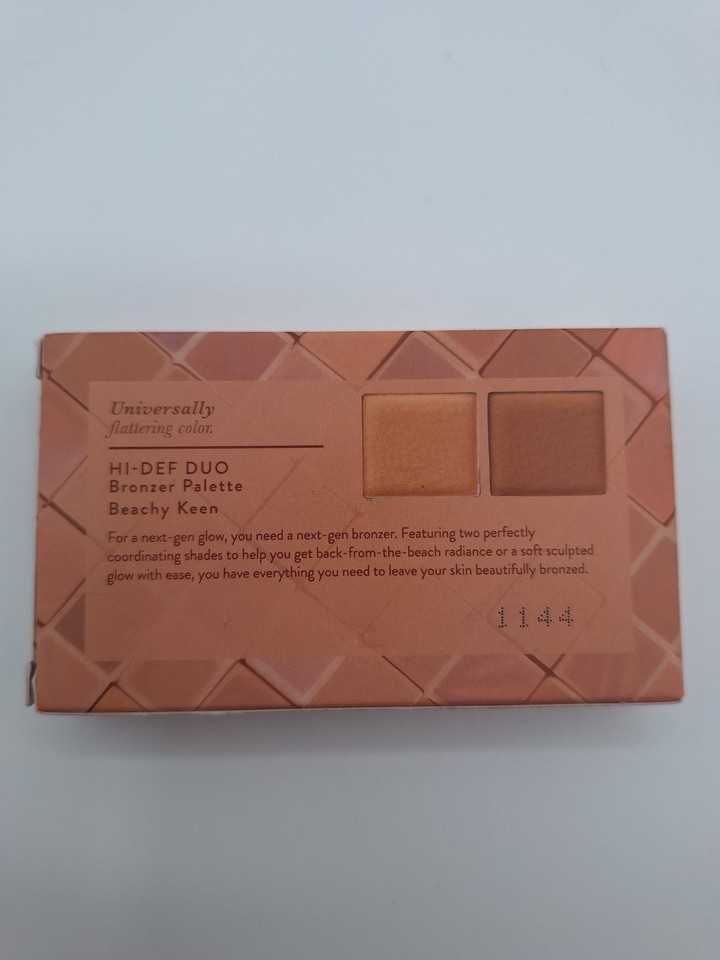 Universally
flattering color.
HI-DEF DUO
Bronzer Palette
Beachy Keen
For a next-gen glow, you need a next-gen bronzer. Featuring two perfectly
coordinating shades to help you get back-from-the-beach radiance or a soft sculpted
glow with ease, you have everything you need to leave your skin beautifully bronzed.
1144